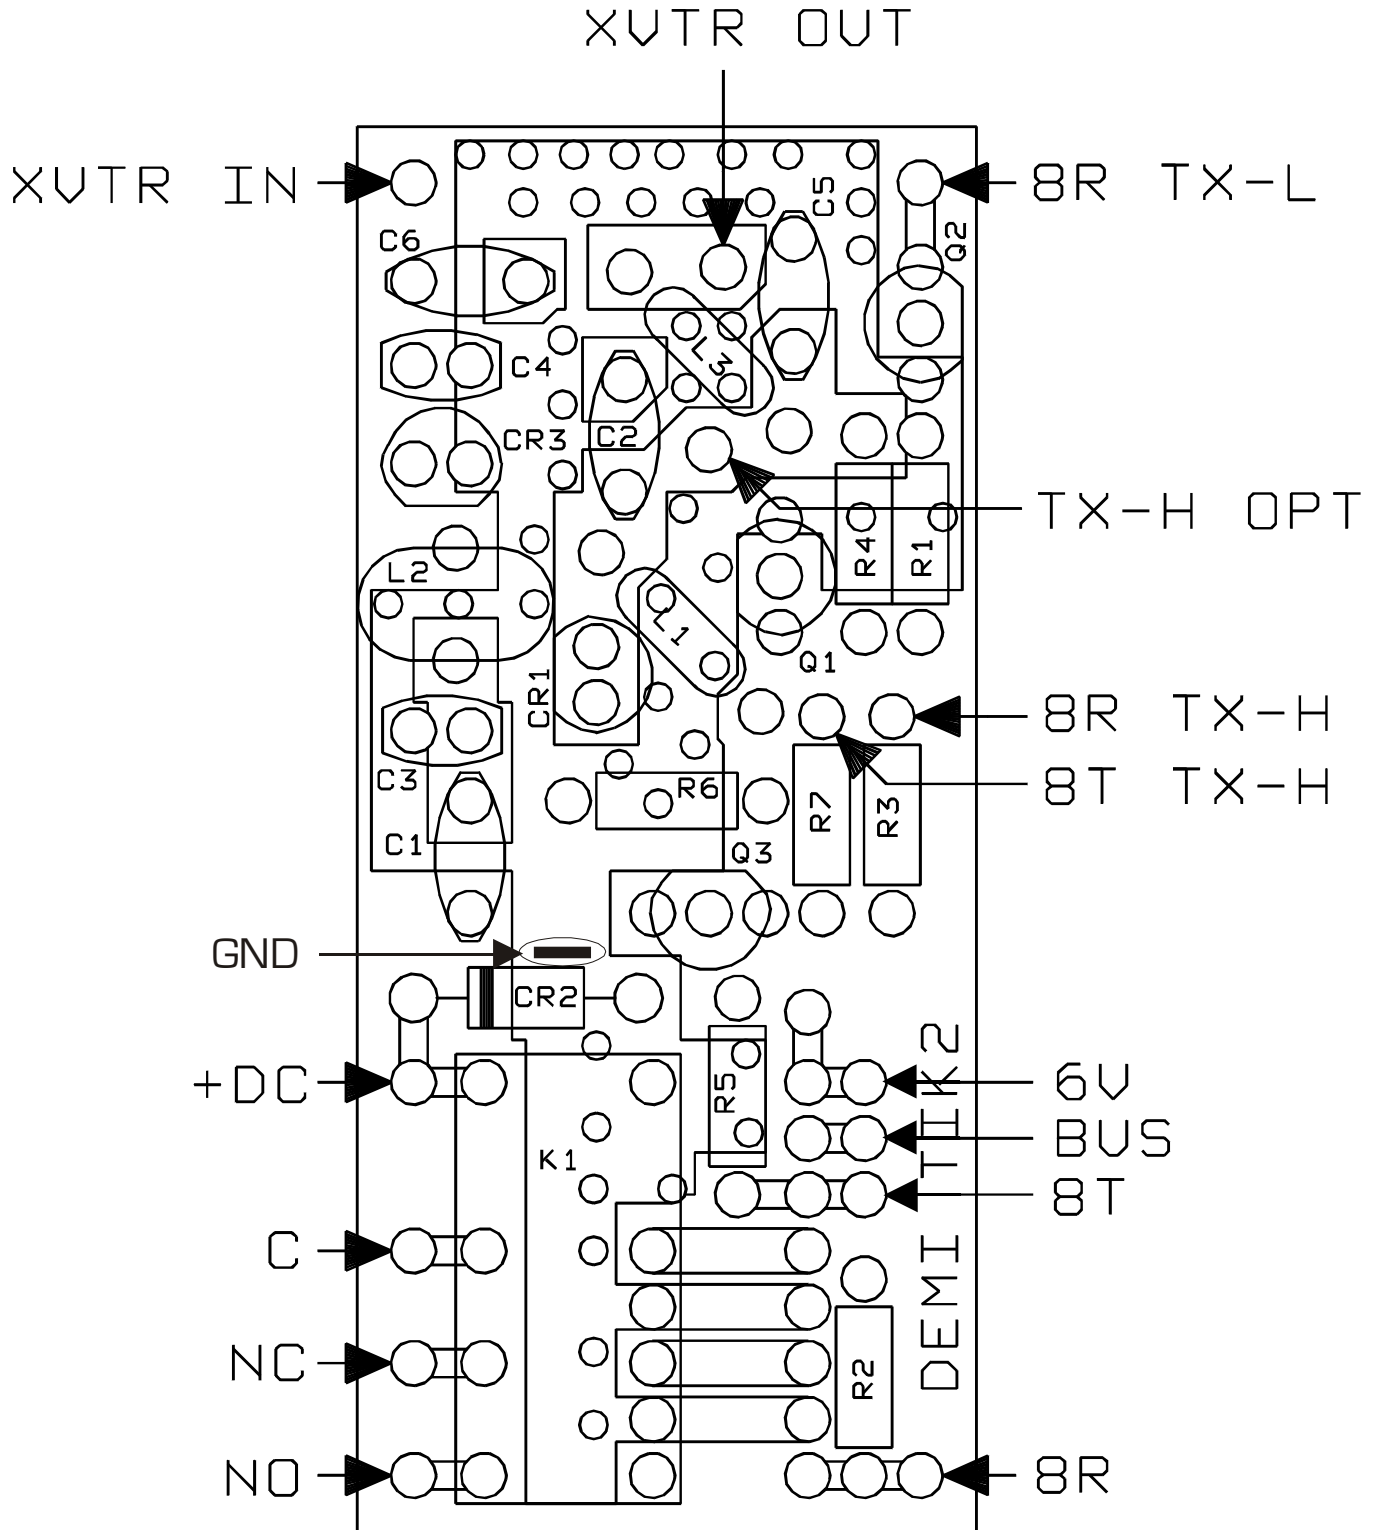 XVTR OUT
XVTR IN
8R TX-L
C5
C6
Q2
L3
C4
CR3
C2
TX-H OPT
R4
R1
L2
L1
Q1
CR1
8R TX-H
C3
R6
8T TX-H
R7
R3
C1
Q3
GND
CR2
+DC
R5
6V
K1
BUS
8T
DEMI TIK2
C
NC
R2
NO
8R